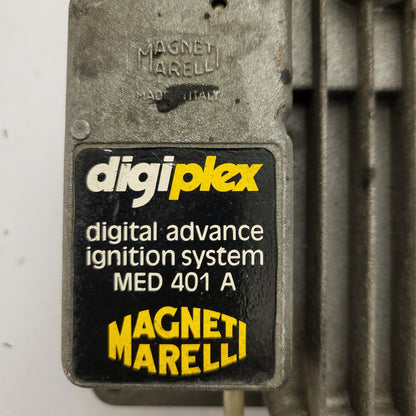 MAGNETI
MARELLI
MADE IN ITALY
digiplex
digital advance
ignition system
MED 401 A
MAGNETI
MARELLI